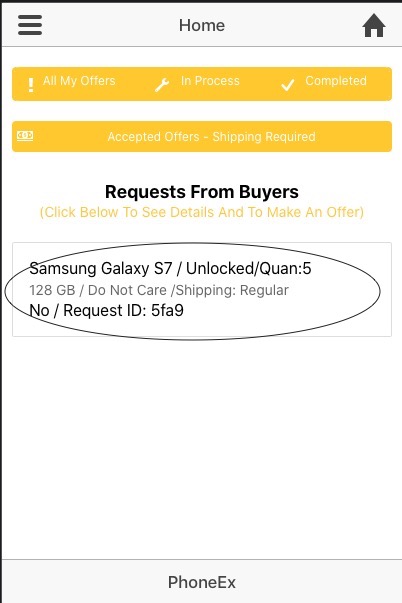 Home
All My Offers
In Process
Completed
Accepted Offers - Shipping Required
Requests From Buyers
(Click Below To See Details And To Make An Offer)
Samsung Galaxy S7 / Unlocked/Quan:5
128 GB / Do Not Care /Shipping: Regular
No / Request ID: 5fa9
PhoneEx